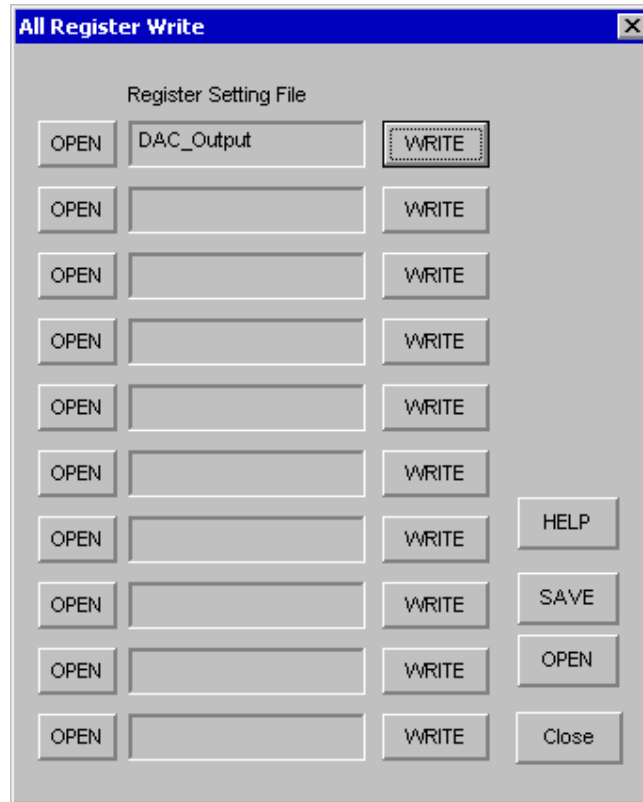 All Register Write
Register Setting File
OPEN DAC_Output WRITE
OPEN WRITE
OPEN WRITE
OPEN WRITE
OPEN WRITE
OPEN WRITE
OPEN WRITE HELP
OPEN WRITE SAVE
OPEN WRITE OPEN
OPEN WRITE Close